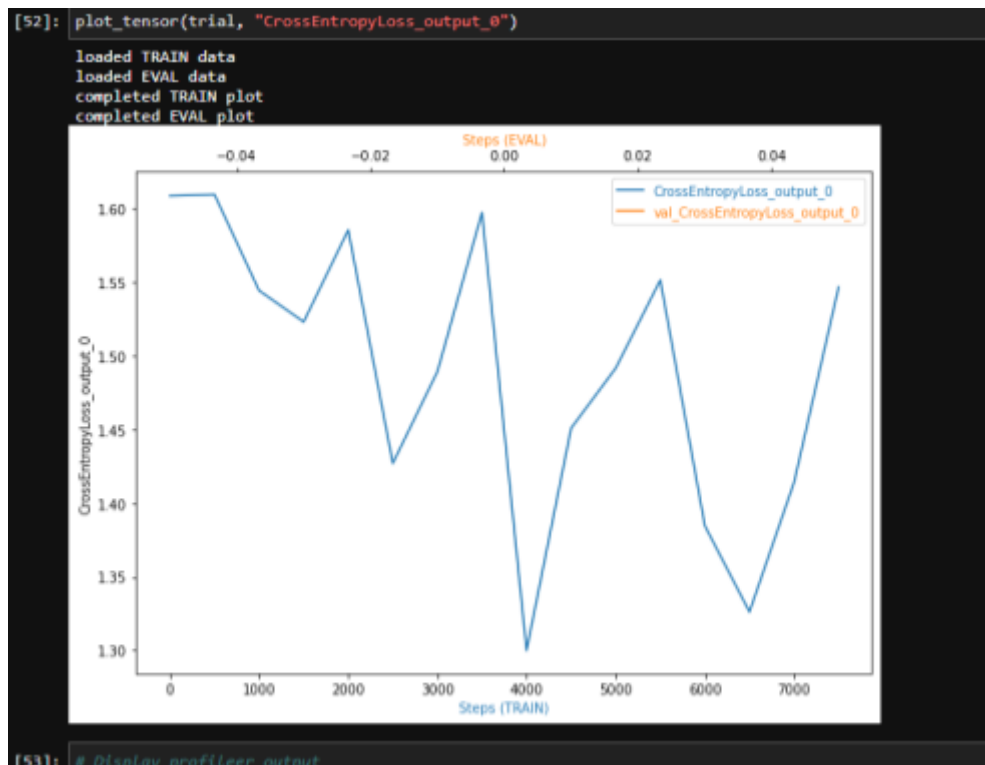 [52]: plot_tensor(trial, "CrossEntropyLoss_output_0")
loaded TRAIN data
loaded EVAL data
completed TRAIN plot
completed EVAL plot
Steps (EVAL)
−0.04 −0.02 0.00 0.02 0.04
CrossEntropyLoss_output_0
val_CrossEntropyLoss_output_0
CrossEntropyLoss_output_0
1.60
1.55
1.50
1.45
1.40
1.35
1.30
0 1000 2000 3000 4000 5000 6000 7000
Steps (TRAIN)
[53]: # Display profileer output